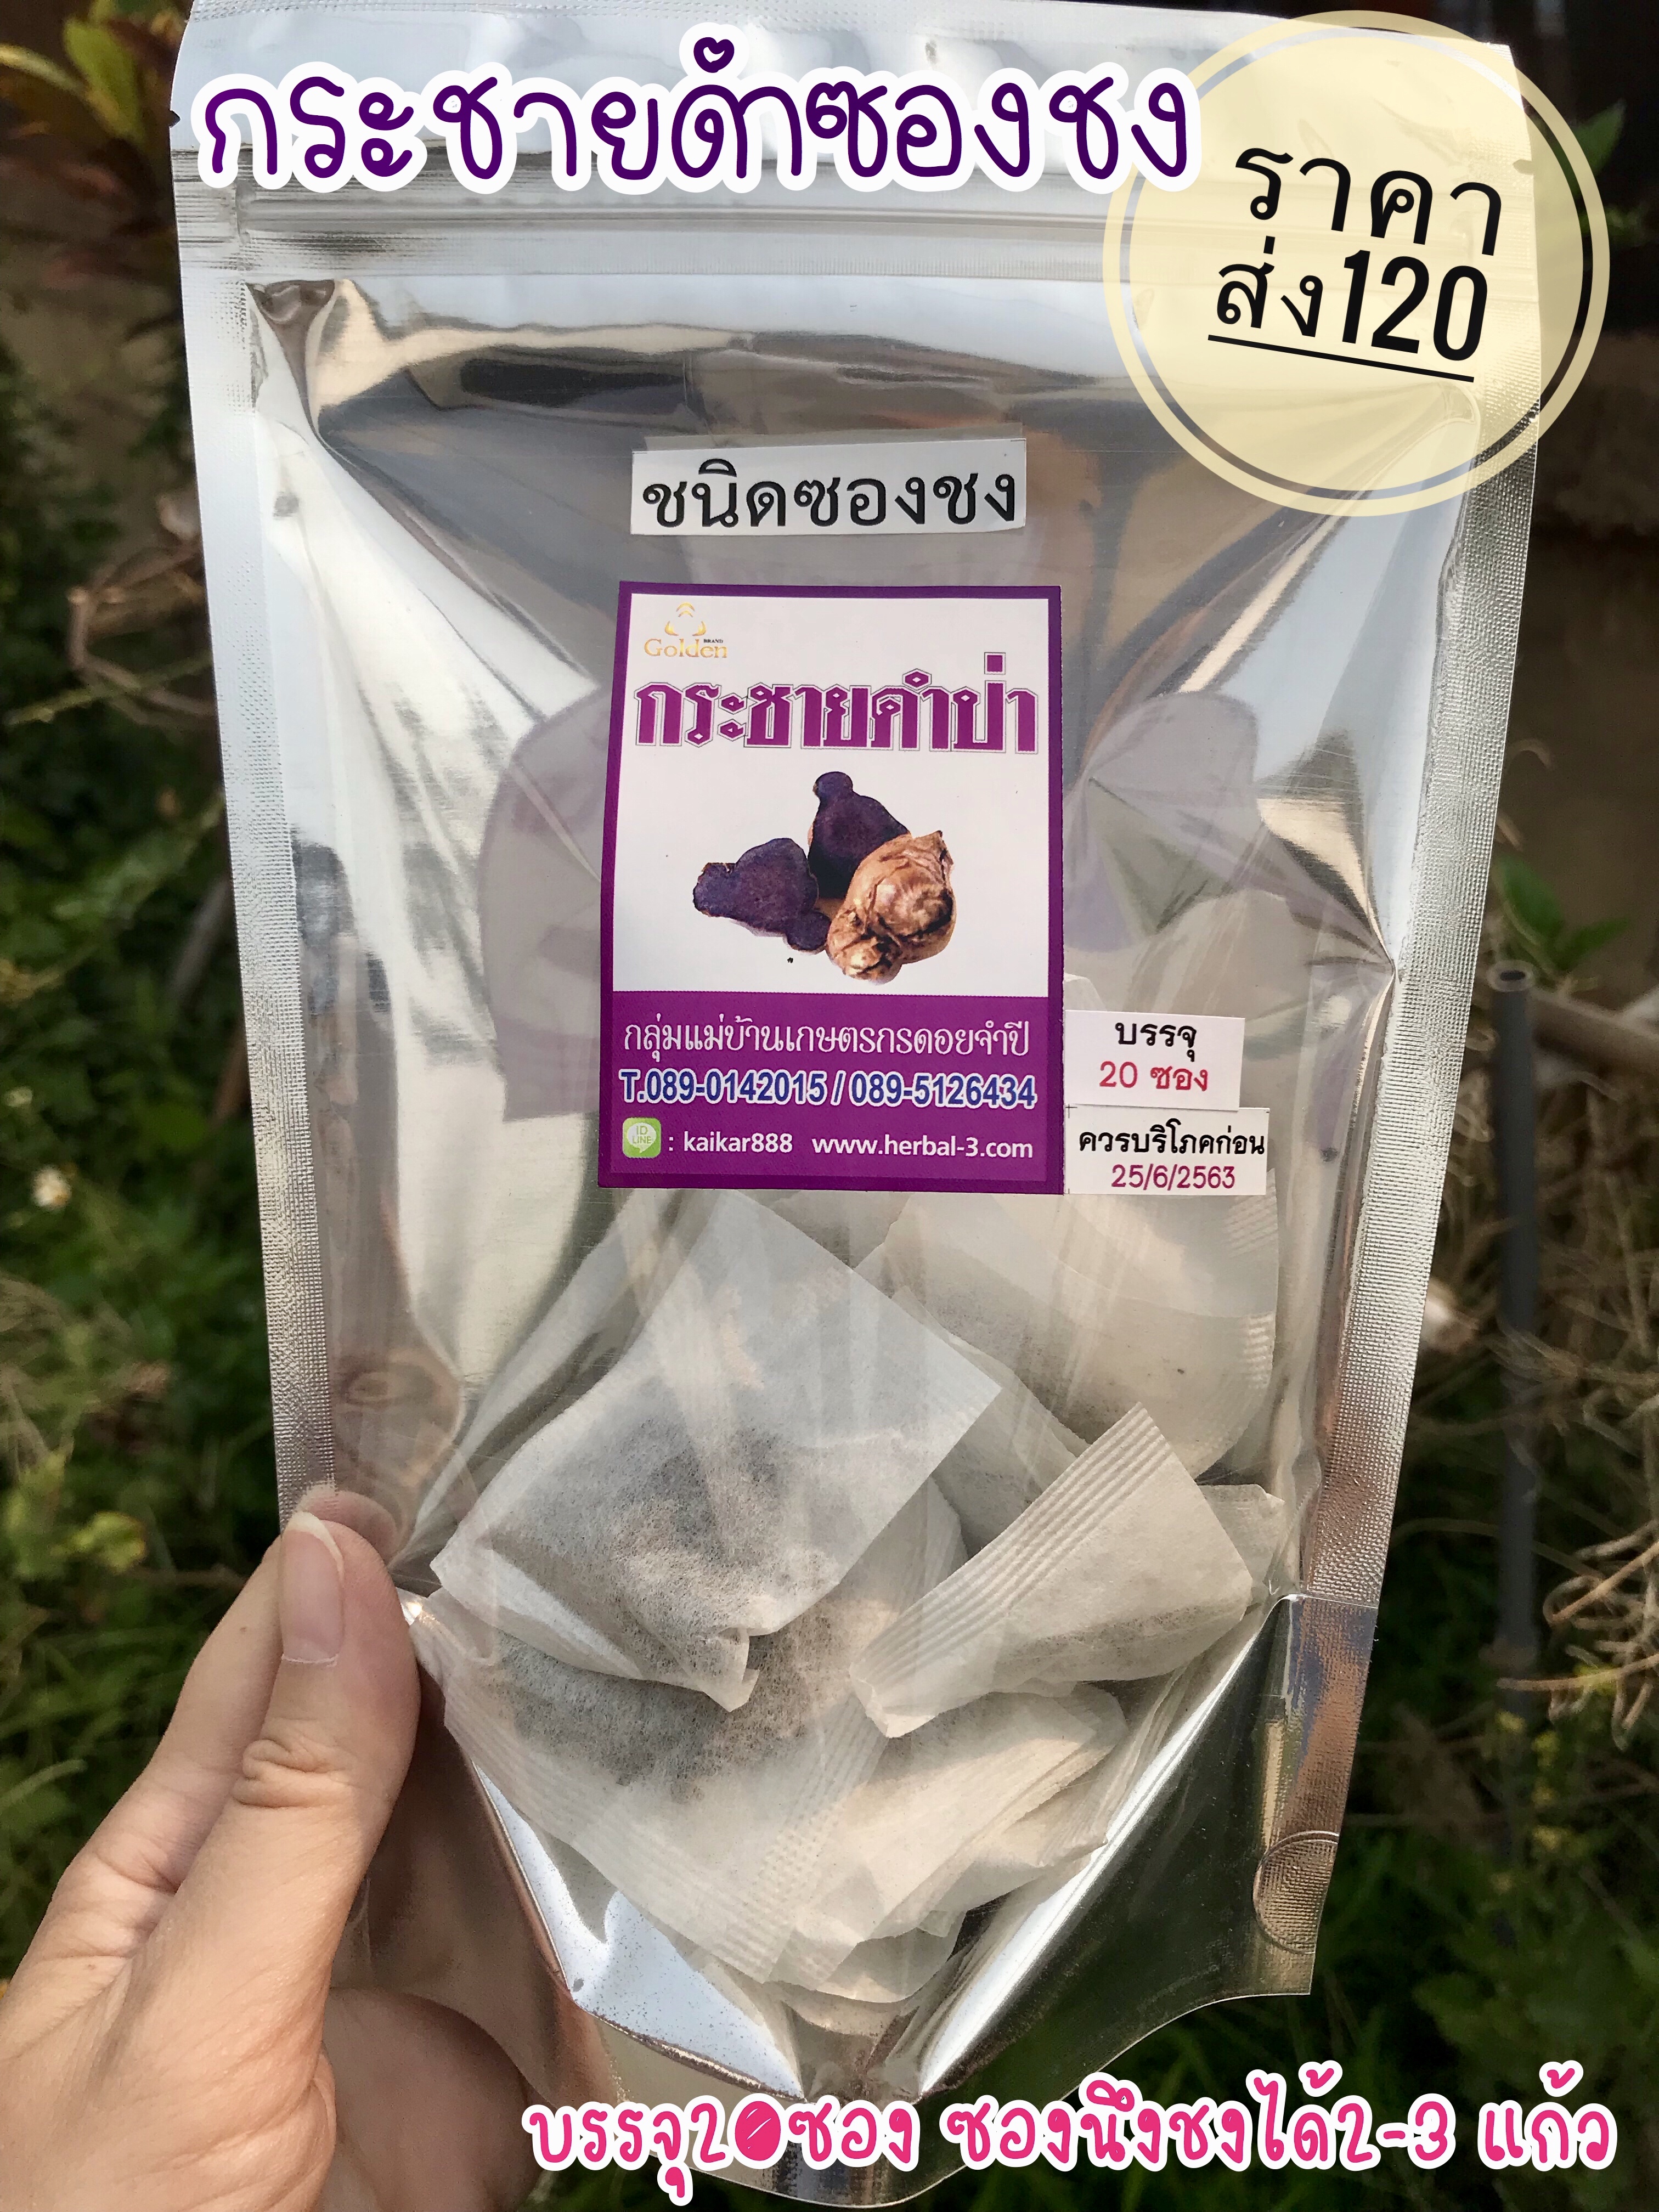 กระชายดำซองชง
ราคา
ส่ง120
ชนิดซองชง
Golden
BRAND
กระชายดำป่า
กลุ่มแม่บ้านเกษตรกรดอยจำปี
T.089-0142015 / 089-5126434
ID LINE : kaikar888 www.herbal-3.com
บรรจุ
20 ซอง
ควรบริโภคก่อน
25/6/2563
บรรจุ20ซอง ซองนึงชงได้2-3 แก้ว